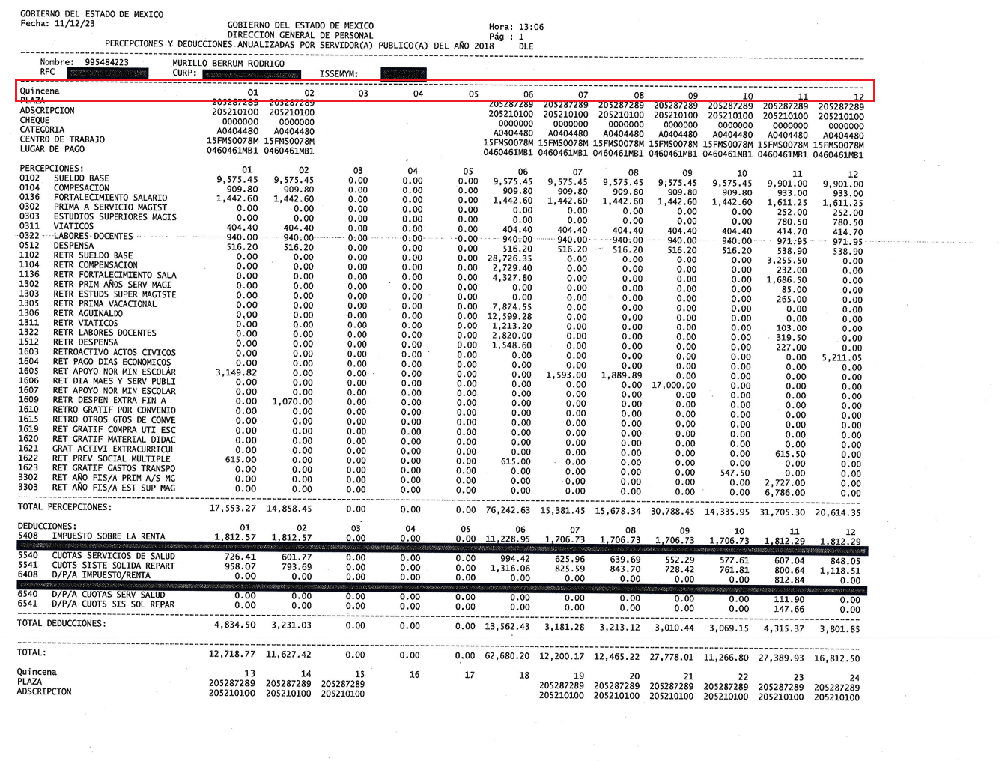 GOBIERNO DEL ESTADO DE MEXICO
Fecha: 11/12/23
GOBIERNO DEL ESTADO DE MEXICO Hora: 13:06
DIRECCION GENERAL DE PERSONAL Pág : 1
PERCEPCIONES Y DEDUCCIONES ANUALIZADAS POR SERVIDOR(A) PUBLICO(A) DEL AÑO 2018 DLE
Nombre: 995484223 MURILLO BERRUM RODRIGO
RFC CURP: ISSEMYM:
Quincena 01 02 03 04 05 06 07 08 09 10 11 12
PLAZA 205287289 205287289 205287289 205287289 205287289 205287289 205287289 205287289 205287289
ADSCRIPCION 205210100 205210100 205210100 205210100 205210100 205210100 205210100 205210100 205210100
CHEQUE 0000000 0000000 0000000 0000000 0000000 0000000 0000000 0000000 0000000
CATEGORIA A0404480 A0404480 A0404480 A0404480 A0404480 A0404480 A0404480 A0404480 A0404480
CENTRO DE TRABAJO 15FMS0078M 15FMS0078M 15FMS0078M 15FMS0078M 15FMS0078M 15FMS0078M 15FMS0078M 15FMS0078M 15FMS0078M
LUGAR DE PAGO 0460461MB1 0460461MB1 0460461MB1 0460461MB1 0460461MB1 0460461MB1 0460461MB1 0460461MB1 0460461MB1
PERCEPCIONES: 01 02 03 04 05 06 07 08 09 10 11 12
0102 SUELDO BASE 9,575.45 9,575.45 0.00 0.00 0.00 9,575.45 9,575.45 9,575.45 9,575.45 9,575.45 9,901.00 9,901.00
0104 COMPESACION 909.80 909.80 0.00 0.00 0.00 909.80 909.80 909.80 909.80 909.80 933.00 933.00
0136 FORTALECIMIENTO SALARIO 1,442.60 1,442.60 0.00 0.00 0.00 1,442.60 1,442.60 1,442.60 1,442.60 1,442.60 1,611.25 1,611.25
0302 PRIMA A SERVICIO MAGIST 0.00 0.00 0.00 0.00 0.00 0.00 0.00 0.00 0.00 0.00 252.00 252.00
0303 ESTUDIOS SUPERIORES MAGIS 0.00 0.00 0.00 0.00 0.00 0.00 0.00 0.00 0.00 0.00 780.50 780.50
0311 VIATICOS 404.40 404.40 0.00 0.00 0.00 404.40 404.40 404.40 404.40 404.40 414.70 414.70
0322 LABORES DOCENTES 940.00 940.00 0.00 0.00 0.00 940.00 940.00 940.00 940.00 940.00 971.95 971.95
0512 DESPENSA 516.20 516.20 0.00 0.00 0.00 516.20 516.20 516.20 516.20 516.20 538.90 538.90
1102 RETR SUELDO BASE 0.00 0.00 0.00 0.00 0.00 28,726.35 0.00 0.00 0.00 0.00 3,255.50 0.00
1104 RETR COMPENSACION 0.00 0.00 0.00 0.00 0.00 2,729.40 0.00 0.00 0.00 0.00 232.00 0.00
1136 RETR FORTALECIMIENTO SALA 0.00 0.00 0.00 0.00 0.00 4,327.80 0.00 0.00 0.00 0.00 1,686.50 0.00
1302 RETR PRIM AÑOS SERV MAGI 0.00 0.00 0.00 0.00 0.00 0.00 0.00 0.00 0.00 0.00 85.00 0.00
1303 RETR ESTUDS SUPER MAGISTE 0.00 0.00 0.00 0.00 0.00 0.00 0.00 0.00 0.00 0.00 265.00 0.00
1305 RETR PRIMA VACACIONAL 0.00 0.00 0.00 0.00 0.00 7,874.55 0.00 0.00 0.00 0.00 0.00 0.00
1306 RETR AGUINALDO 0.00 0.00 0.00 0.00 0.00 12,599.28 0.00 0.00 0.00 0.00 0.00 0.00
1311 RETR VIATICOS 0.00 0.00 0.00 0.00 0.00 1,213.20 0.00 0.00 0.00 0.00 103.00 0.00
1322 RETR LABORES DOCENTES 0.00 0.00 0.00 0.00 0.00 2,820.00 0.00 0.00 0.00 0.00 319.50 0.00
1512 RETR DESPENSA 0.00 0.00 0.00 0.00 0.00 1,548.60 0.00 0.00 0.00 0.00 227.00 0.00
1603 RETROACTIVO ACTOS CIVICOS 0.00 0.00 0.00 0.00 0.00 0.00 0.00 0.00 0.00 0.00 0.00 5,211.05
1604 RET PAGO DIAS ECONOMICOS 0.00 0.00 0.00 0.00 0.00 0.00 0.00 0.00 0.00 0.00 0.00 0.00
1605 RET APOYO NOR MIN ESCOLAR 3,149.82 0.00 0.00 0.00 0.00 0.00 1,593.00 1,889.89 0.00 0.00 0.00 0.00
1606 RET DIA MAES Y SERV PUBLI 0.00 0.00 0.00 0.00 0.00 0.00 0.00 0.00 17,000.00 0.00 0.00 0.00
1607 RET APOYO NOR MIN ESCOLAR 0.00 0.00 0.00 0.00 0.00 0.00 0.00 0.00 0.00 0.00 0.00 0.00
1609 RETR DESPEN EXTRA FIN A 0.00 1,070.00 0.00 0.00 0.00 0.00 0.00 0.00 0.00 0.00 0.00 0.00
1610 RETRO GRATIF POR CONVENIO 0.00 0.00 0.00 0.00 0.00 0.00 0.00 0.00 0.00 0.00 0.00 0.00
1615 RETRO OTROS GTOS DE CONVE 0.00 0.00 0.00 0.00 0.00 0.00 0.00 0.00 0.00 0.00 0.00 0.00
1619 RET GRATIF COMPRA UTI ESC 0.00 0.00 0.00 0.00 0.00 0.00 0.00 0.00 0.00 0.00 0.00 0.00
1620 RET GRATIF MATERIAL DIDAC 0.00 0.00 0.00 0.00 0.00 0.00 0.00 0.00 0.00 0.00 0.00 0.00
1621 GRAT ACTIVI EXTRACURRICUL 0.00 0.00 0.00 0.00 0.00 0.00 0.00 0.00 0.00 0.00 615.50 0.00
1622 RET PREV SOCIAL MULTIPLE 615.00 0.00 0.00 0.00 0.00 615.00 0.00 0.00 0.00 0.00 0.00 0.00
1623 RET GRATIF GASTOS TRANSPO 0.00 0.00 0.00 0.00 0.00 0.00 0.00 0.00 0.00 547.50 0.00 0.00
3302 RET AÑO FIS/A PRIM A/S MG 0.00 0.00 0.00 0.00 0.00 0.00 0.00 0.00 0.00 0.00 2,727.00 0.00
3303 RET AÑO FIS/A EST SUP MAG 0.00 0.00 0.00 0.00 0.00 0.00 0.00 0.00 0.00 0.00 6,786.00 0.00
TOTAL PERCEPCIONES: 17,553.27 14,858.45 0.00 0.00 0.00 76,242.63 15,381.45 15,678.34 30,788.45 14,335.95 31,705.30 20,614.35
DEDUCCIONES: 01 02 03 04 05 06 07 08 09 10 11 12
5408 IMPUESTO SOBRE LA RENTA 1,812.57 1,812.57 0.00 0.00 0.00 11,228.95 1,706.73 1,706.73 1,706.73 1,706.73 1,812.29 1,812.29
5540 CUOTAS SERVICIOS DE SALUD 726.41 601.77 0.00 0.00 0.00 994.42 625.96 639.69 552.29 577.61 607.04 848.05
5541 CUOTS SISTE SOLIDA REPART 958.07 793.69 0.00 0.00 0.00 1,316.06 825.59 843.70 728.42 761.81 800.64 1,118.51
6408 D/P/A IMPUESTO/RENTA 0.00 0.00 0.00 0.00 0.00 0.00 0.00 0.00 0.00 0.00 812.84 0.00
6540 D/P/A CUOTAS SERV SALUD 0.00 0.00 0.00 0.00 0.00 0.00 0.00 0.00 0.00 0.00 111.90 0.00
6541 D/P/A CUOTS SIS SOL REPAR 0.00 0.00 0.00 0.00 0.00 0.00 0.00 0.00 0.00 0.00 147.66 0.00
TOTAL DEDUCCIONES: 4,834.50 3,231.03 0.00 0.00 0.00 13,562.43 3,181.28 3,213.12 3,010.44 3,069.15 4,315.37 3,801.85
TOTAL: 12,718.77 11,627.42 0.00 0.00 0.00 62,680.20 12,200.17 12,465.22 27,778.01 11,266.80 27,389.93 16,812.50
Quincena 13 14 15 16 17 18 19 20 21 22 23 24
PLAZA 205287289 205287289 205287289 205287289 205287289 205287289 205287289 205287289 205287289
ADSCRIPCION 205210100 205210100 205210100 205210100 205210100 205210100 205210100 205210100 205210100